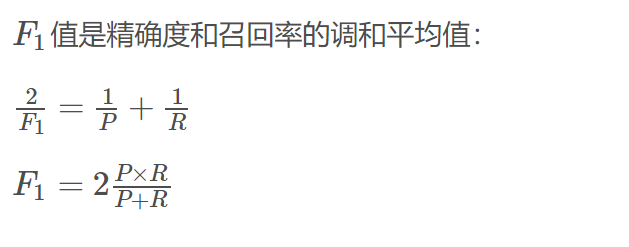 F₁ 值是精确度和召回率的调和平均值：
2/F₁ = 1/P + 1/R
F₁ = 2 P×R/P+R